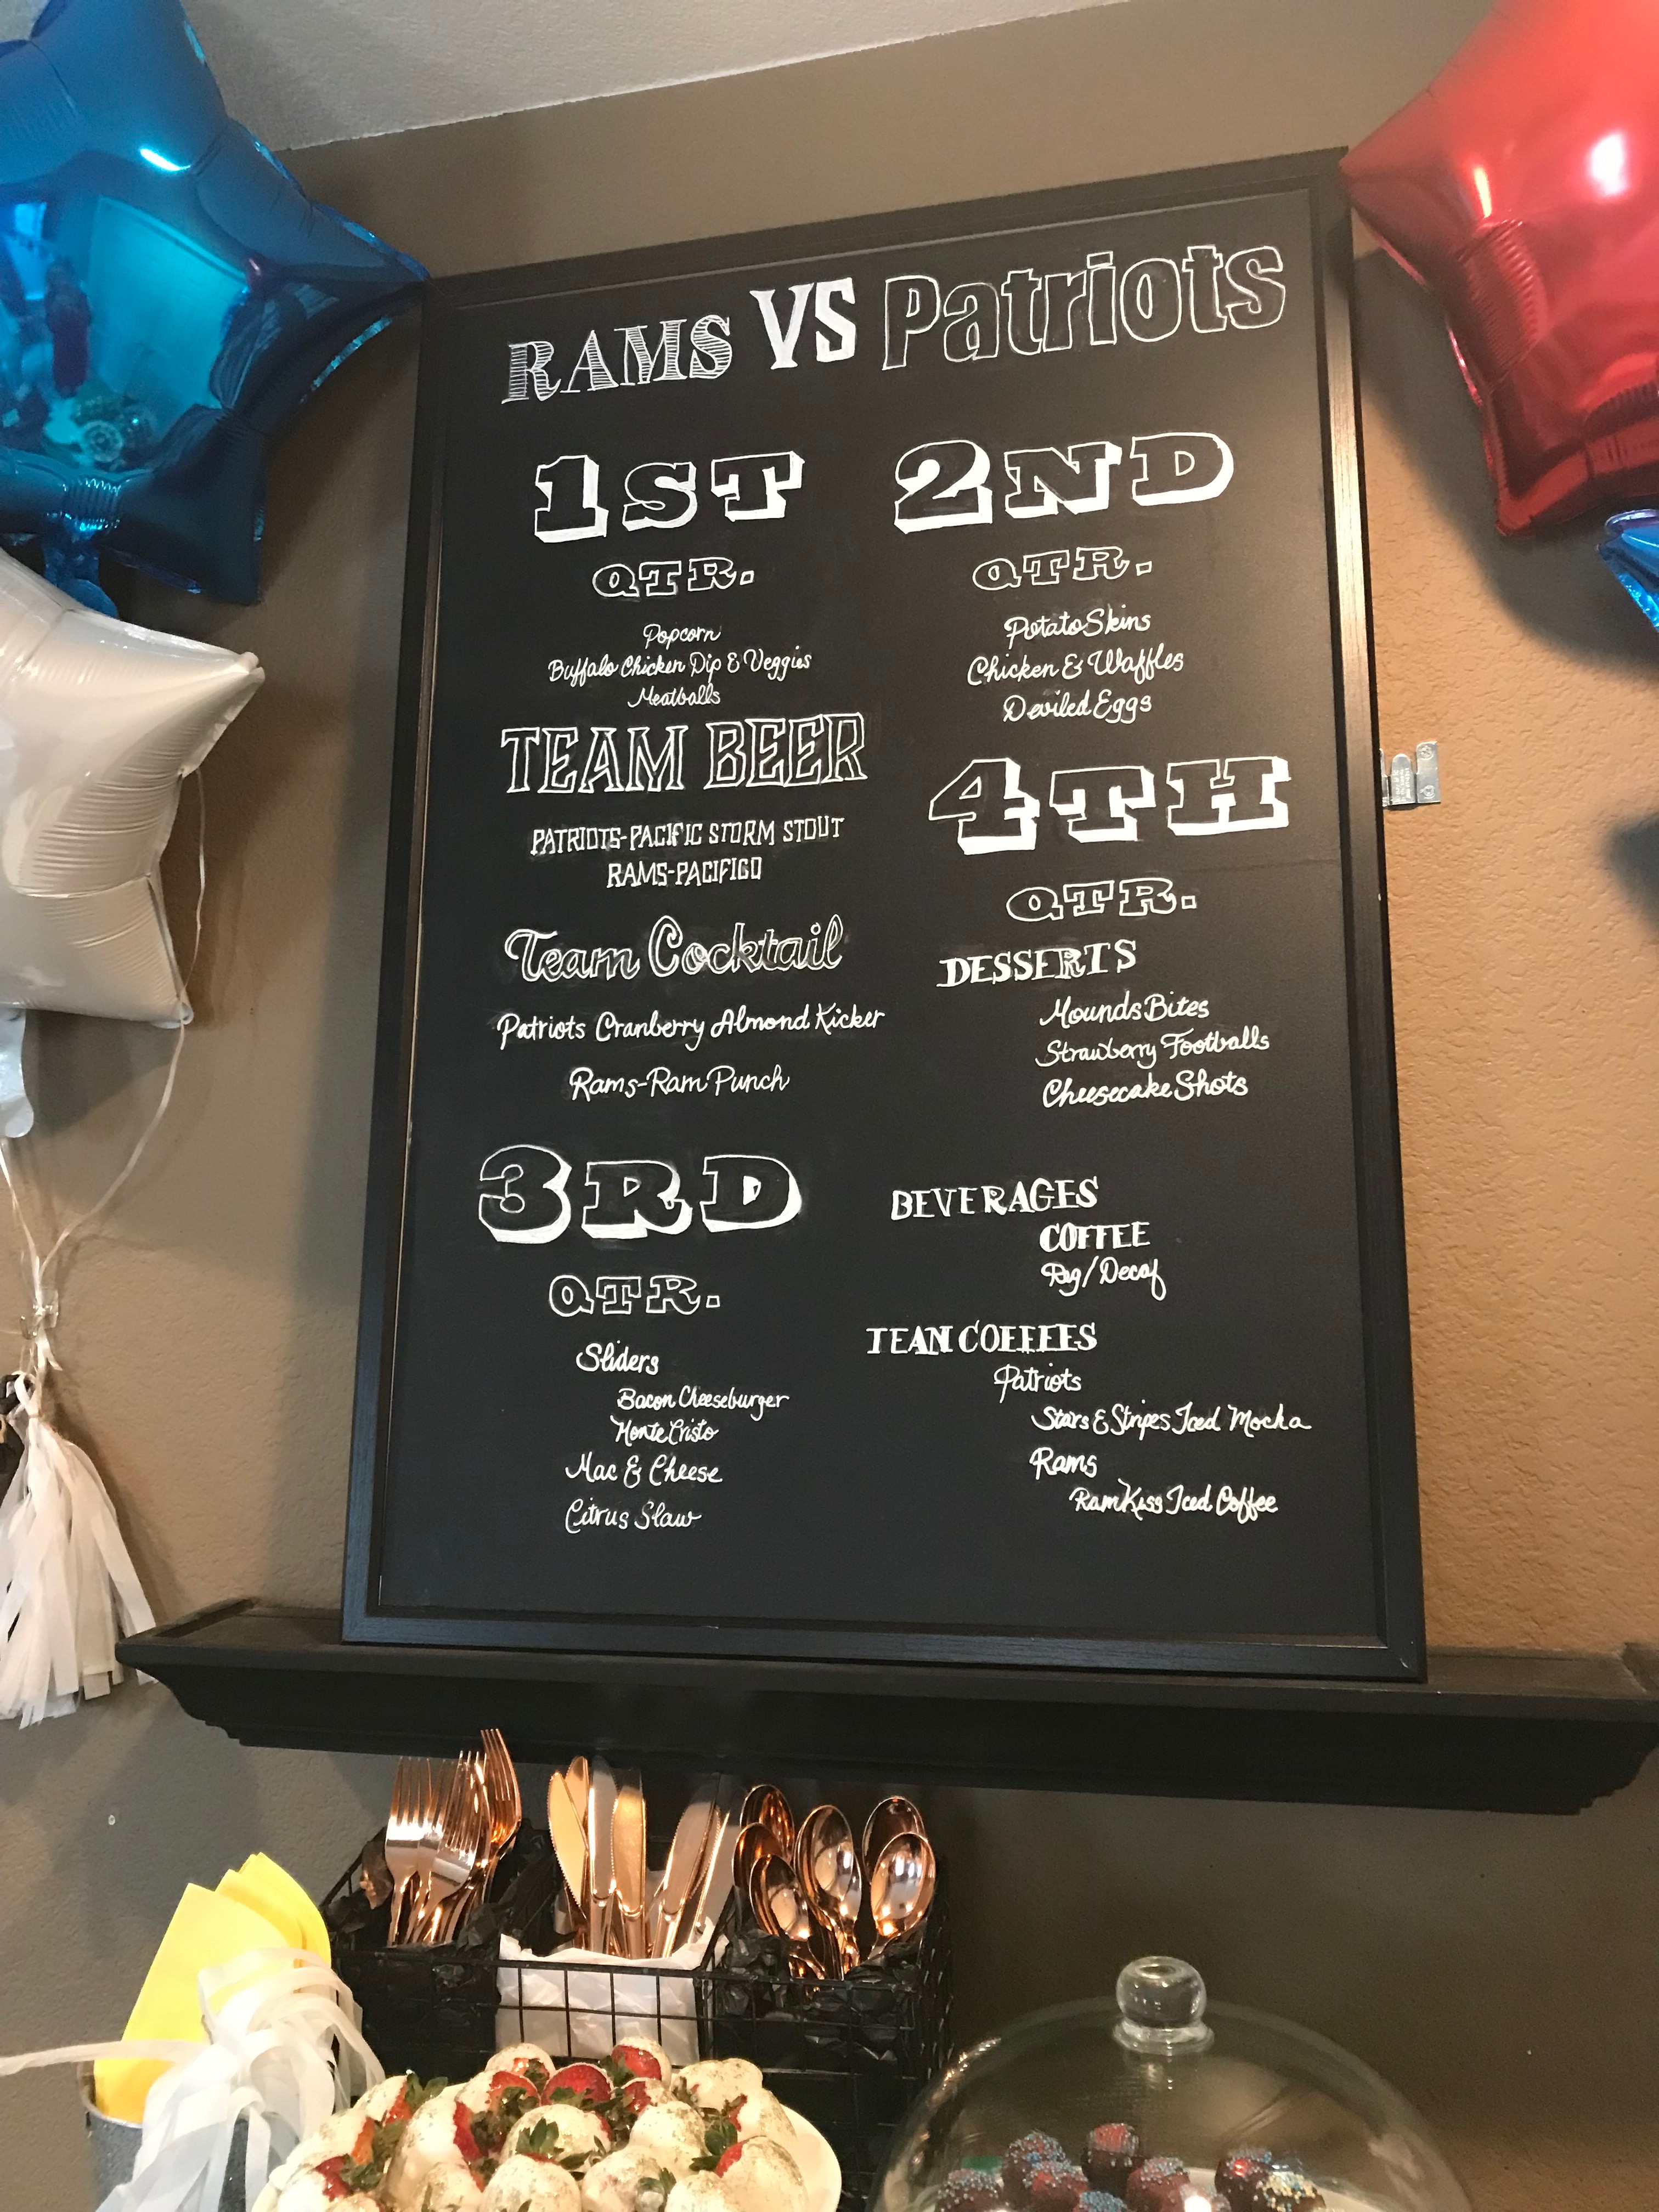 RAMS VS Patriots
1ST
QTR.
Popcorn
Buffalo Chicken Dip & Veggies
Meatballs
TEAM BEER
PATRIOTS-PACIFIC STORM STOUT
RAMS-PACIFIGO
Team Cocktail
Patriots Cranberry Almond Kicker
Rams-Ram Punch
3RD
QTR.
Sliders
Bacon Cheeseburger
Monte Cristo
Mac & Cheese
Citrus Slaw
2ND
QTR.
Potato Skins
Chicken & Waffles
Deviled Eggs
4TH
QTR.
DESSERTS
Mounds Bites
Strawberry Footballs
Cheesecake Shots
BEVERAGES
COFFEE
Reg/Decaf
TEAM COFFEES
Patriots
Stars & Stripes Iced Mocha
Rams
Ram Kiss Iced Coffee